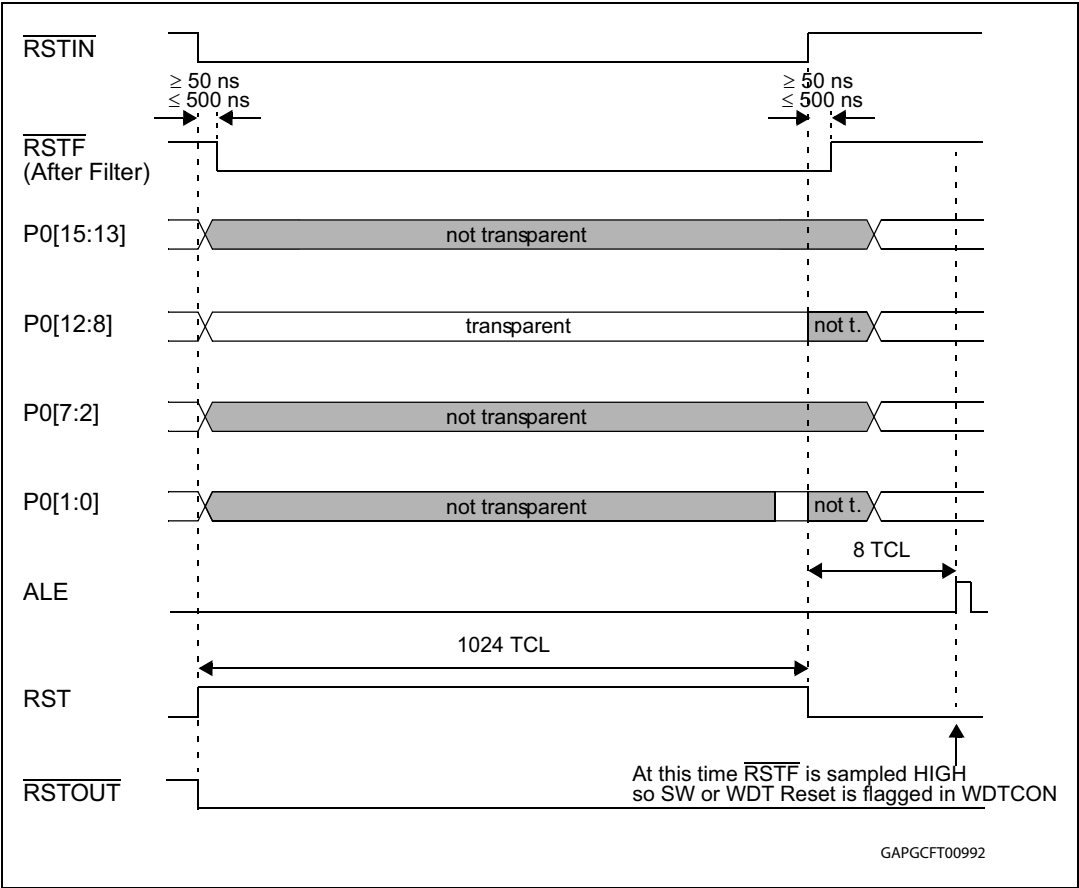 RSTIN
≥ 50 ns
≤ 500 ns
≥ 50 ns
≤ 500 ns
RSTF
(After Filter)
P0[15:13]
not transparent
P0[12:8]
transparent
not t.
P0[7:2]
not transparent
P0[1:0]
not transparent
not t.
8 TCL
ALE
1024 TCL
RST
At this time RSTF is sampled HIGH
so SW or WDT Reset is flagged in WDTCON
RSTOUT
GAPGCFT00992